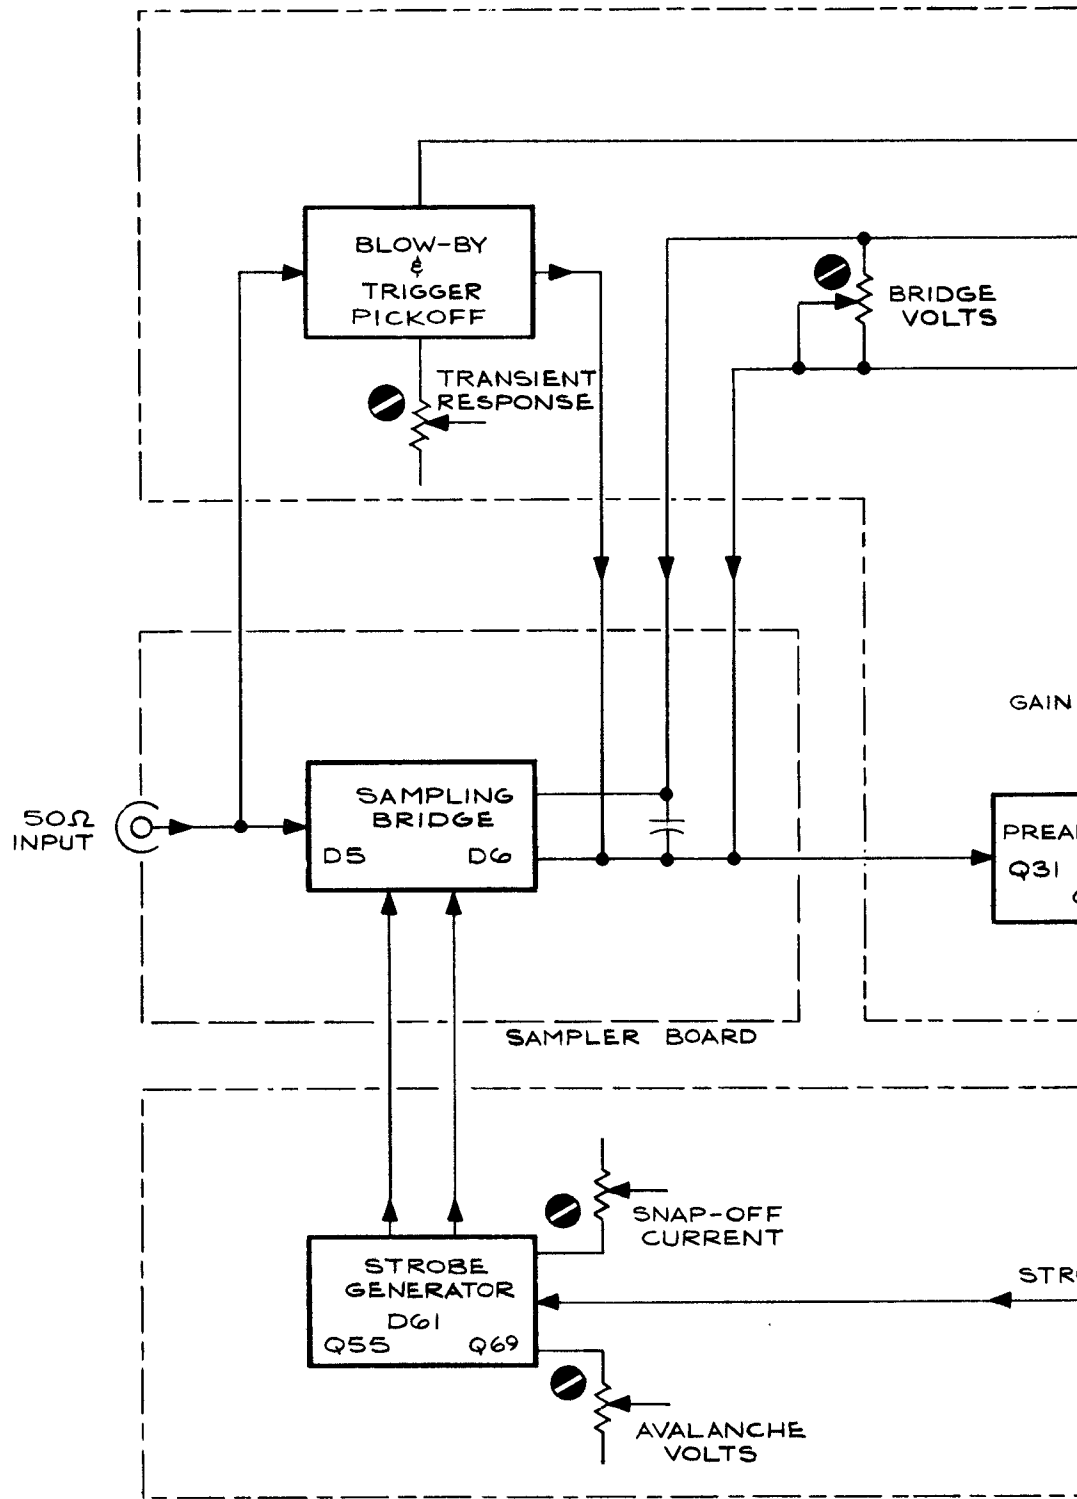 BLOW-BY
&
TRIGGER
PICKOFF
BRIDGE
VOLTS
TRANSIENT
RESPONSE
GAIN
50Ω
INPUT
SAMPLING
BRIDGE
D5 D6
Q31
SAMPLER BOARD
SNAP-OFF
CURRENT
STROBE
GENERATOR
D61
Q55 Q69
AVALANCHE
VOLTS